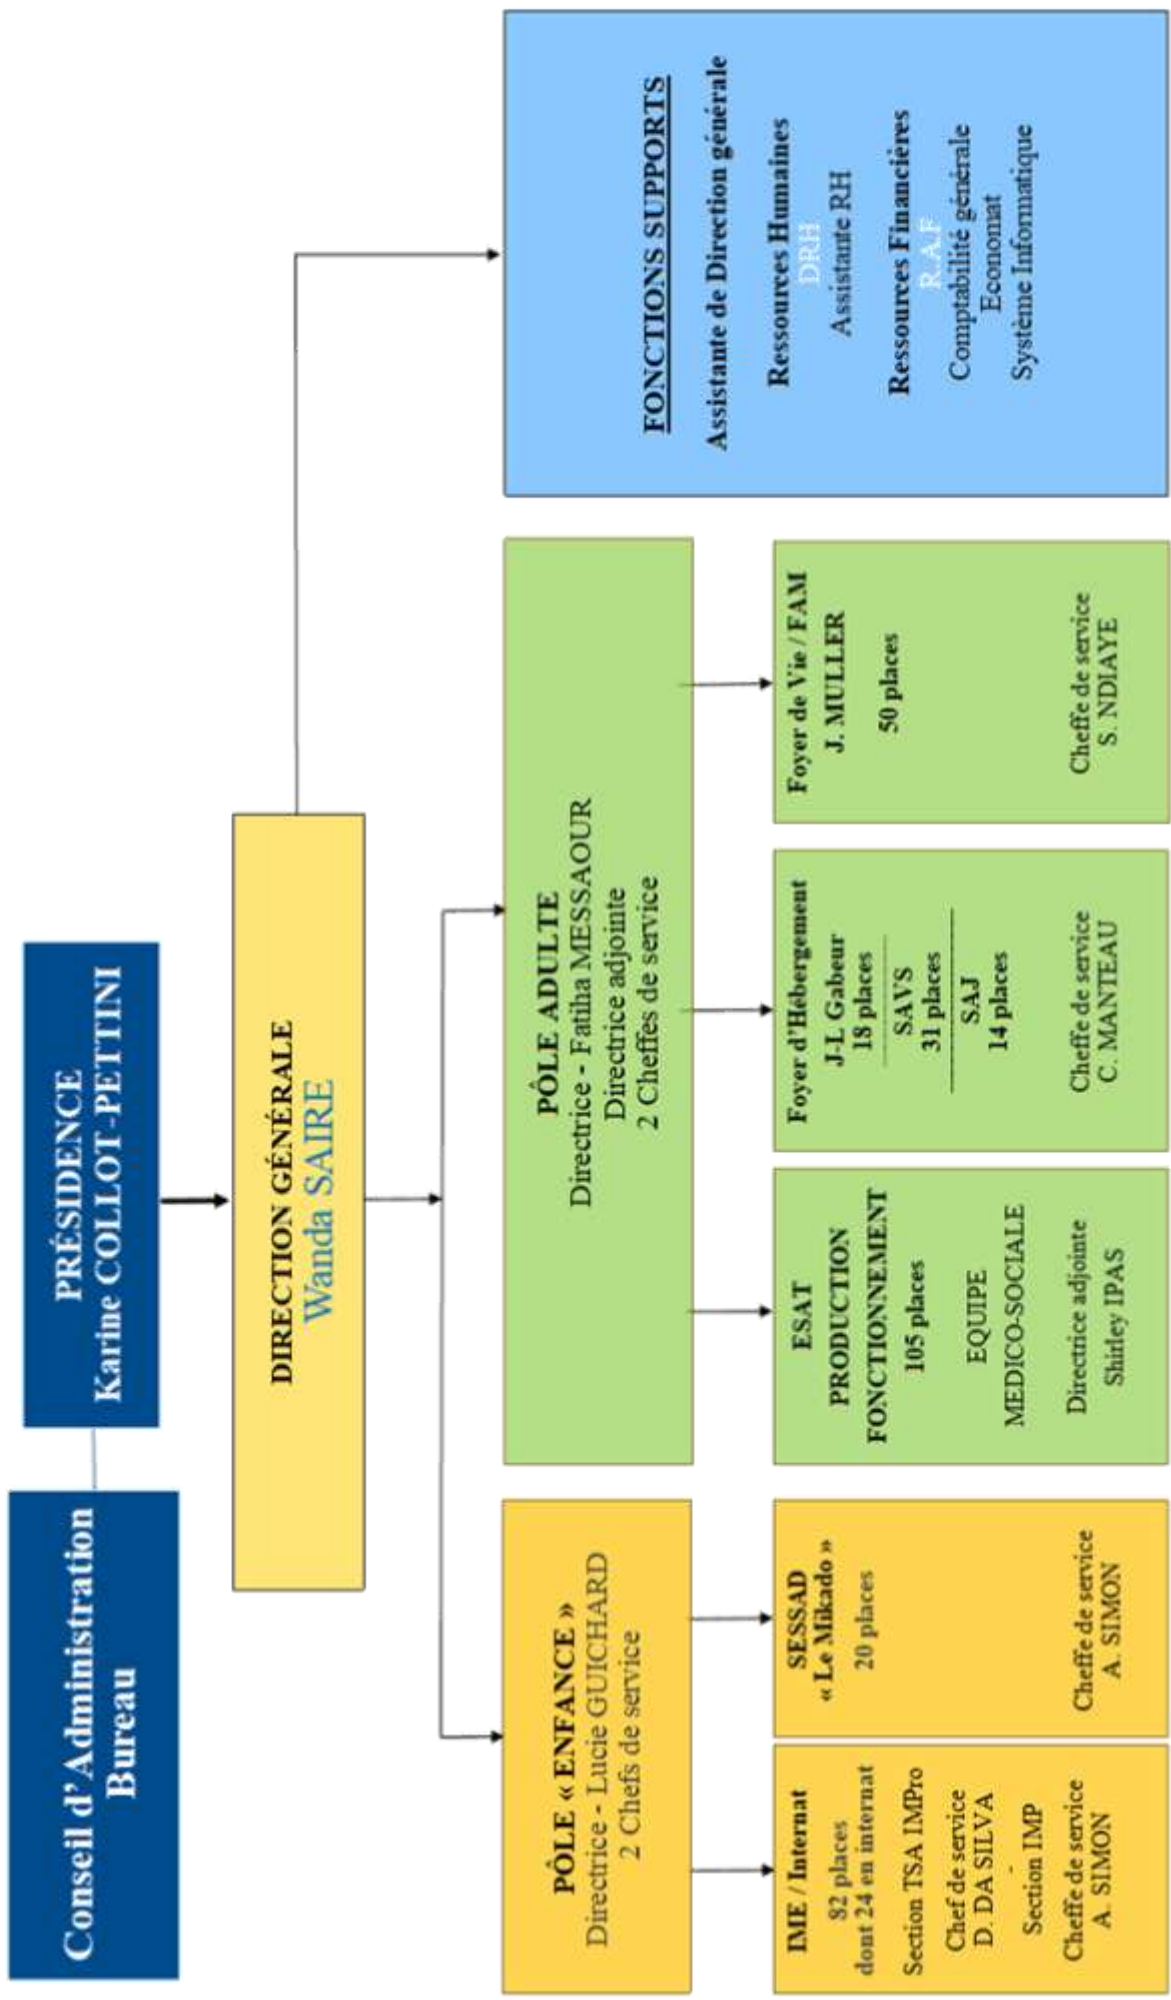 Conseil d'Administration
Bureau
PRÉSIDENCE
Karine COLLOT-PETTINI
DIRECTION GÉNÉRALE
Wanda SAIRE
PÔLE « ENFANCE »
Directrice - Lucie GUICHARD
2 Chefs de service
PÔLE ADULTE
Directrice - Fatiha MESSAOUR
Directrice adjointe
2 Cheffes de service
FONCTIONS SUPPORTS
Assistante de Direction générale
Ressources Humaines
DRH
Assistante RH
Ressources Financières
R.A.F
Comptabilité générale
Economat
Système Informatique
IME / Internat
82 places
dont 24 en internat
Section TSA IMPro
Chef de service
D. DA SILVA
-
Section IMP
Cheffe de service
A. SIMON
SESSAD
« Le Mikado »
20 places
Cheffe de service
A. SIMON
ESAT
PRODUCTION
FONCTIONNEMENT
105 places
EQUIPE
MEDICO-SOCIALE
Directrice adjointe
Shirley IPAS
Foyer d'Hébergement
J-L Gabeur
18 places
SAVS
31 places
SAJ
14 places
Cheffe de service
C. MANTEAU
Foyer de Vie / FAM
J. MULLER
50 places
Cheffe de service
S. NDIAYE